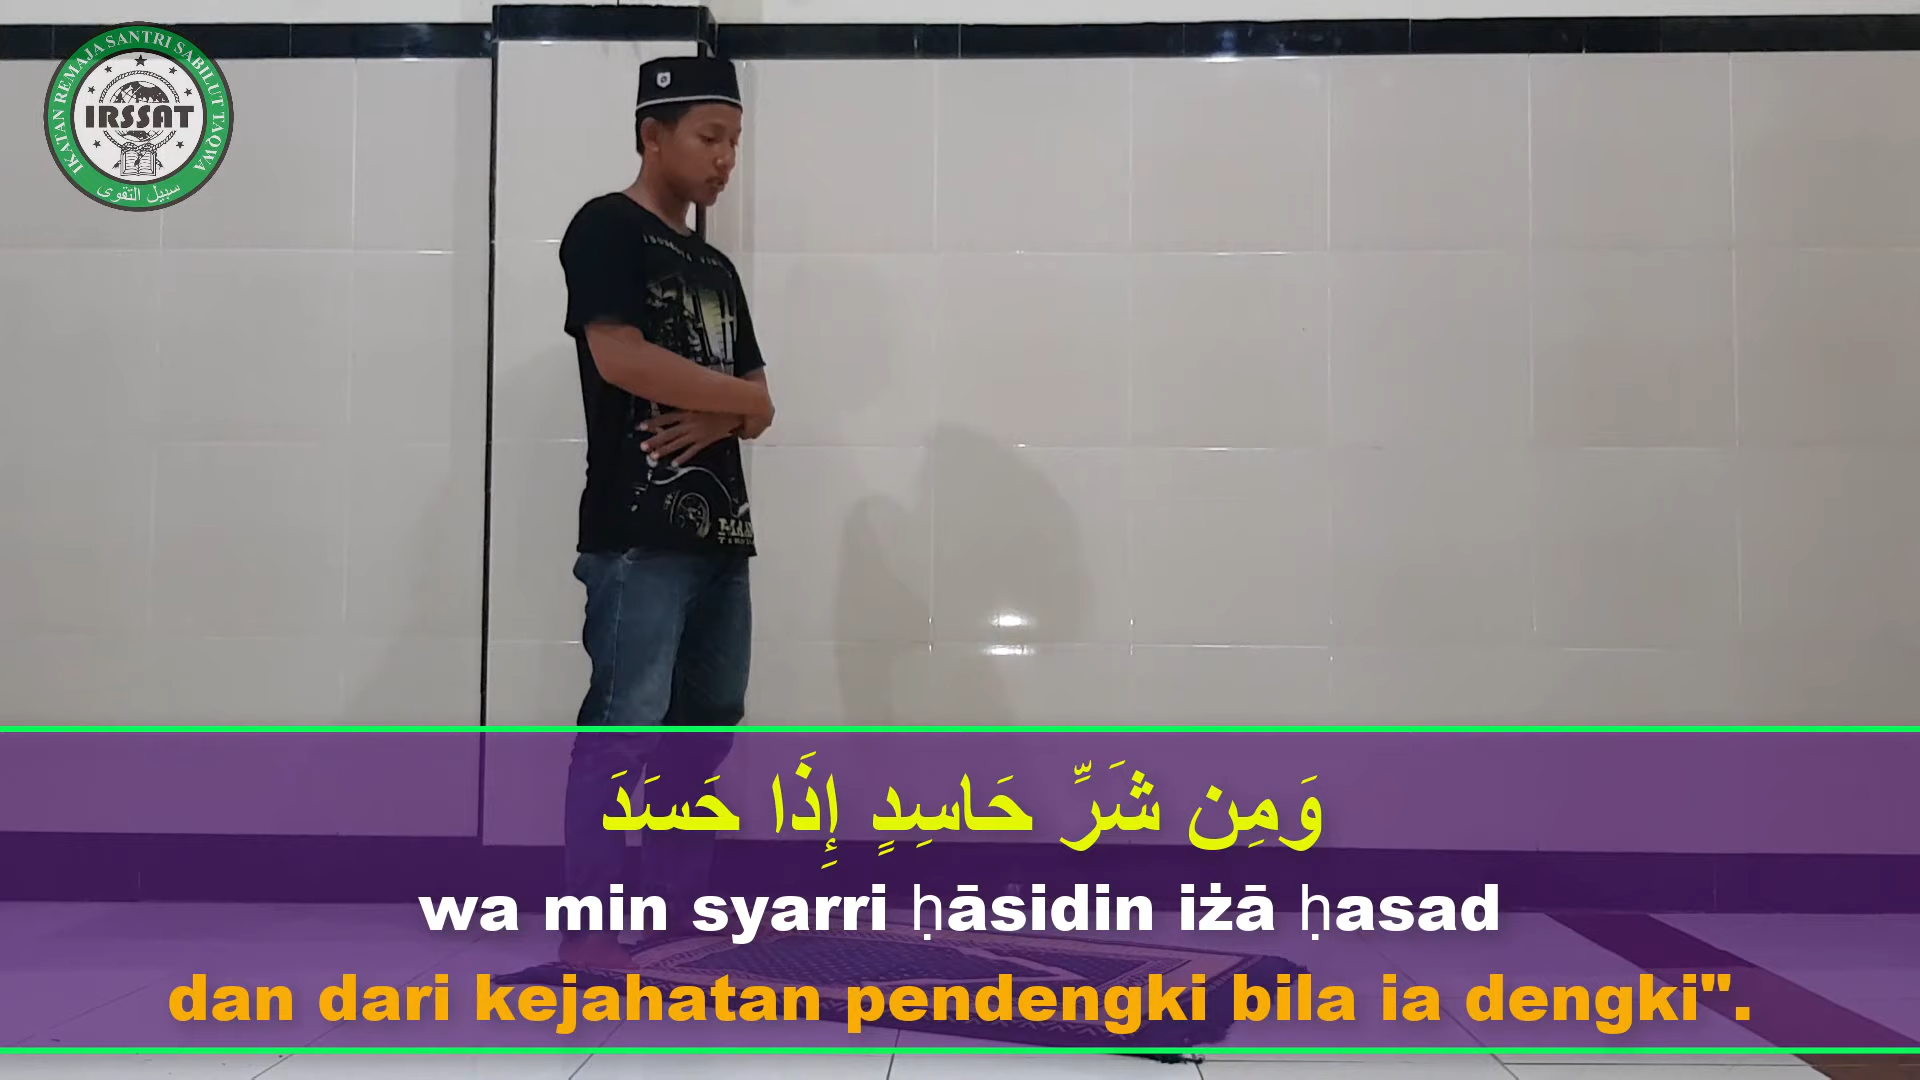 IKATAN REMAJA SANTRI SABILUT TAQWA
IRSSAT
سبيل التقوى
وَمِن شَرِّ حَاسِدٍ إِذَا حَسَدَ
wa min syarri ḥāsidin iżā ḥasad
dan dari kejahatan pendengki bila ia dengki".